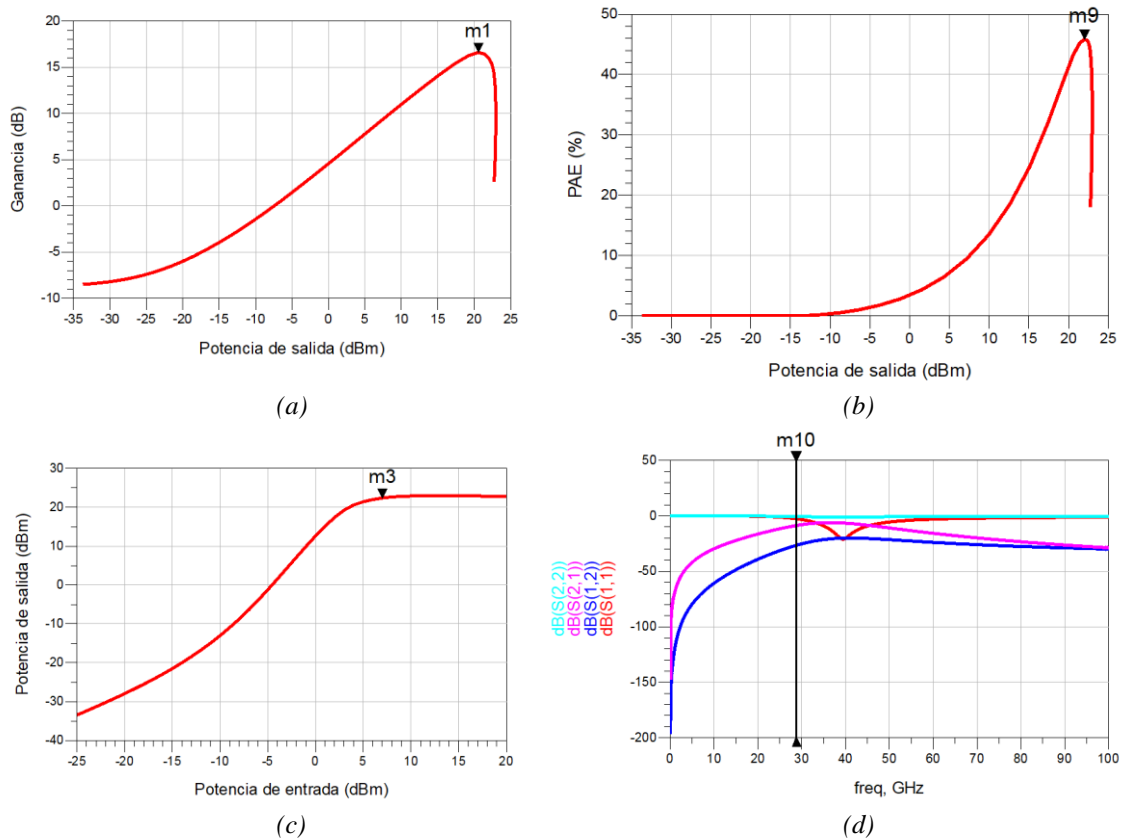 m1
Ganancia (dB)
20
15
10
5
0
-5
-10
-35 -30 -25 -20 -15 -10 -5 0 5 10 15 20 25
Potencia de salida (dBm)
(a)
m9
PAE (%)
50
40
30
20
10
0
-35 -30 -25 -20 -15 -10 -5 0 5 10 15 20 25
Potencia de salida (dBm)
(b)
m3
Potencia de salida (dBm)
30
20
10
0
-10
-20
-30
-40
-25 -20 -15 -10 -5 0 5 10 15 20
Potencia de entrada (dBm)
(c)
m10
dB(S(2,2))
dB(S(2,1))
dB(S(1,2))
dB(S(1,1))
50
0
-50
-100
-150
-200
0 10 20 30 40 50 60 70 80 90 100
freq, GHz
(d)